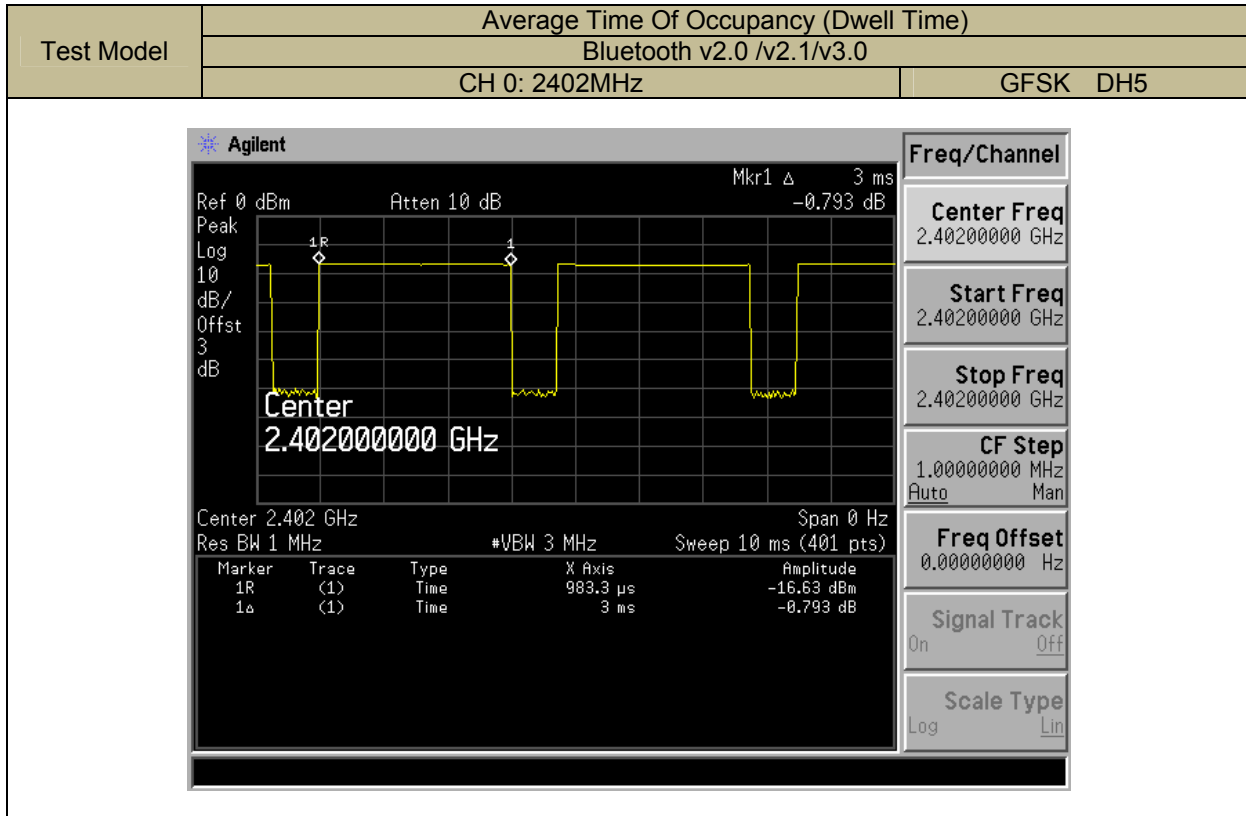 Test Model
Average Time Of Occupancy (Dwell Time)
Bluetooth v2.0 /v2.1/v3.0
CH 0: 2402MHz GFSK DH5
Agilent
Mkr1 Δ 3 ms
Ref 0 dBm Atten 10 dB -0.793 dB
Peak
Log
10
dB/
Offst
3
dB
1R 1
Center
2.402000000 GHz
Center 2.402 GHz Span 0 Hz
Res BW 1 MHz #VBW 3 MHz Sweep 10 ms (401 pts)
Marker Trace Type X Axis Amplitude
1R (1) Time 983.3 µs -16.63 dBm
1Δ (1) Time 3 ms -0.793 dB
Freq/Channel
Center Freq
2.40200000 GHz
Start Freq
2.40200000 GHz
Stop Freq
2.40200000 GHz
CF Step
1.00000000 MHz
Auto Man
Freq Offset
0.00000000 Hz
Signal Track
On Off
Scale Type
Log Lin